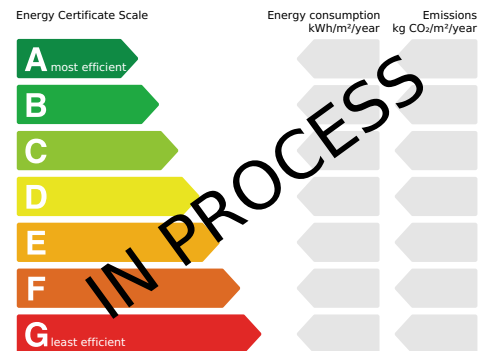 Energy Certificate Scale
Energy consumption
kWh/m²/year
Emissions
kg CO₂/m²/year
A most efficient
B
C
D
E
F
G least efficient
IN PROCESS